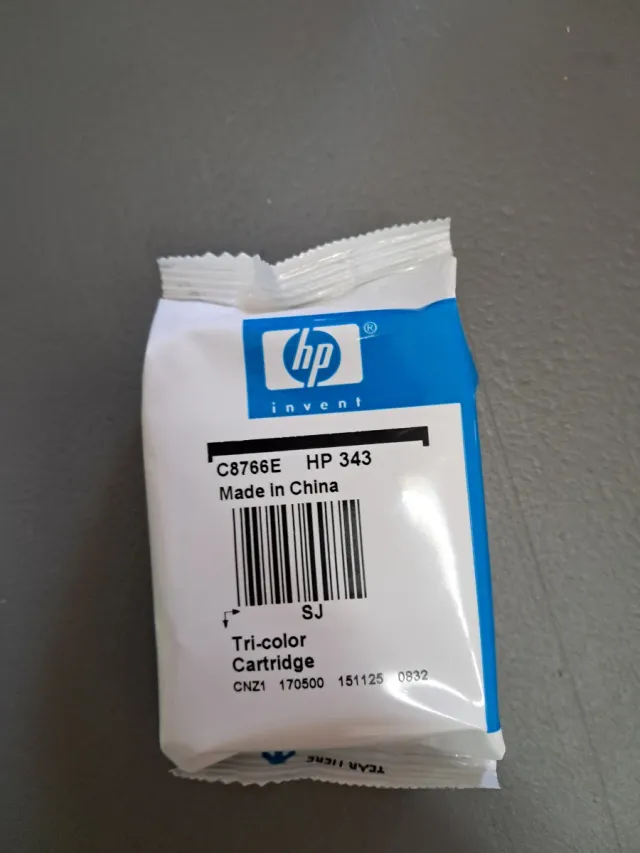 hp ®
invent
C8766E HP 343
Made in China
SJ
Tri-color
Cartridge
CNZ1 170500 151125 0832
TEAR HERE